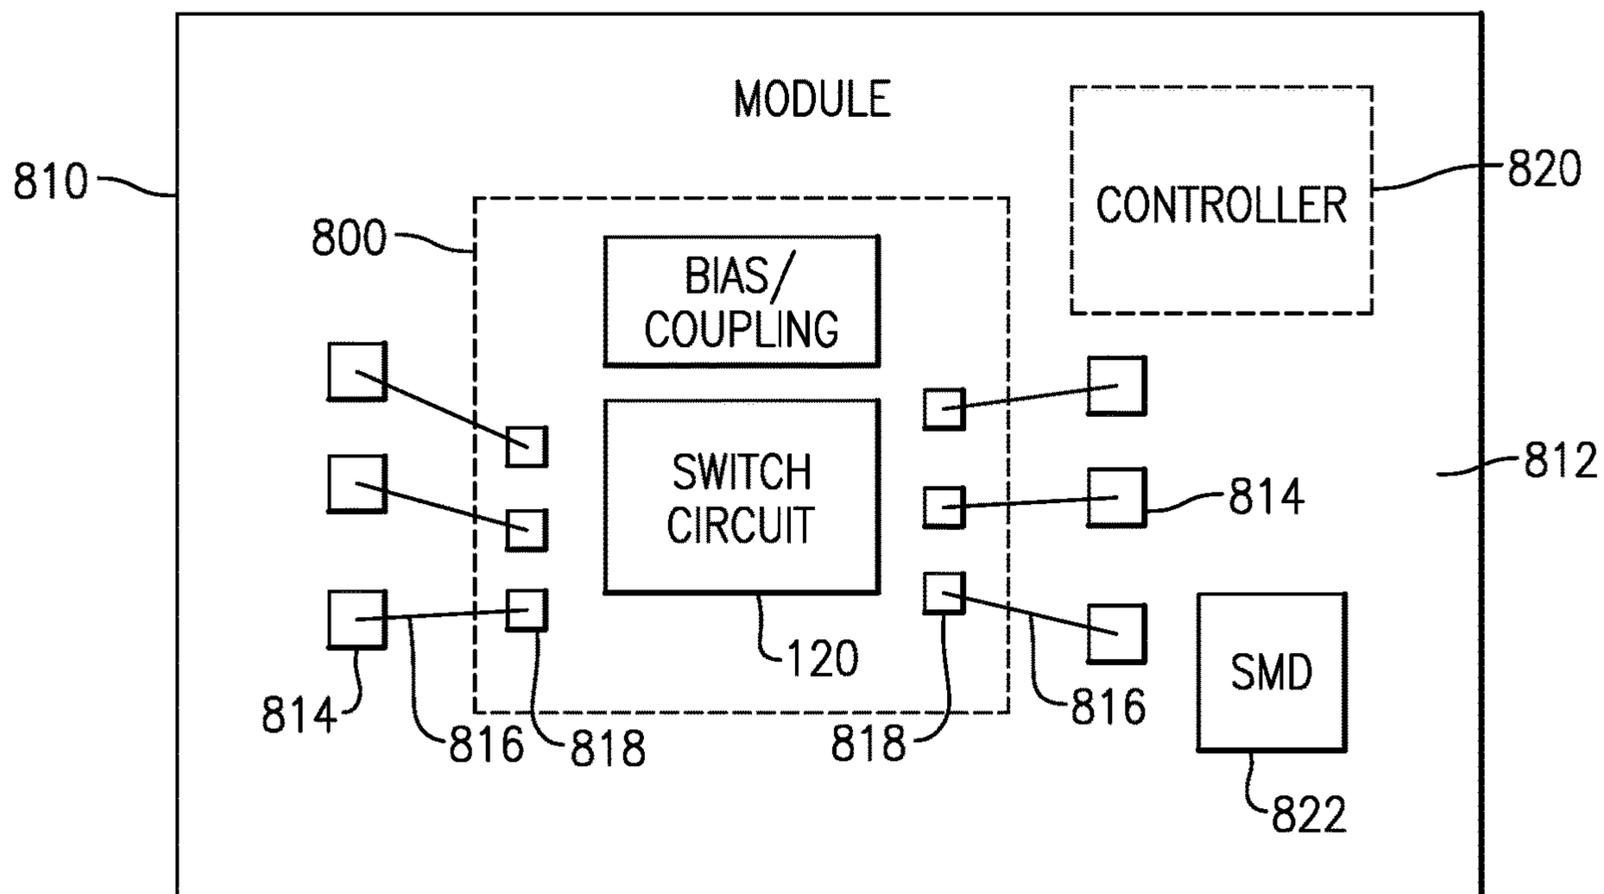 MODULE
810
820
CONTROLLER
800
BIAS/
COUPLING
812
SWITCH
CIRCUIT
814
120
SMD
814
816
818
818
816
822